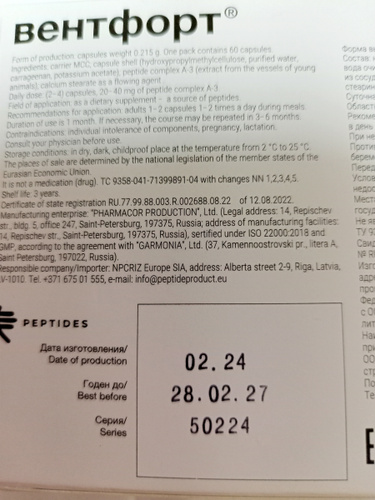 вентфорт®
Form of production: capsules weight 0.215 g. One pack contains 60 capsules.
Ingredients: carrier MCC, capsule shell (hydroxypropylmethylcellulose, purified water,
carrageenan, potassium acetate), peptide complex A-3 (extract from the vessels of young
animals), calcium stearate as a flowing agent.
Daily dose: (2–4) capsules, 20–40 mg of peptide complex A-3.
Field of application: as a dietary supplement - a source of peptides.
Recommendations for application: adults 1–2 capsules 1–2 times a day during meals.
Duration of use is 1 month. If necessary, the course may be repeated in 3–6 months.
Contraindications: individual intolerance of components, pregnancy, lactation.
Consult your physician before use.
Storage conditions: in dry, dark, childproof place at the temperature from 2 °C to 25 °C.
The places of sale are determined by the national legislation of the member states of the
Eurasian Economic Union.
It is not a medication (drug). TC 9358-041-71399891-04 with changes NN 1,2,3,4,5.
Shelf life: 3 years.
Certificate of state registration RU.77.99.88.003.R.002688.08.22 of 12.08.2022.
Manufacturing enterprise: "PHARMACOR PRODUCTION", Ltd. (Legal address: 14, Repischev
str., bldg. 5, office 247, Saint-Petersburg, 197375, Russia; address of manufacturing facilities:
14, Repischev str., Saint-Petersburg, 197375, Russia), sertified under ISO 22000:2018 and
GMP, according to the agreement with "GARMONIA", Ltd. (37, Kamennoostrovski pr., litera A,
Saint Petersburg, 197022, Russia).
Responsible company/Importer: NPCRIZ Europe SIA, address: Alberta street 2-9, Riga, Latvia,
LV-1010. Tel. +371 675 01 555, e-mail: info@peptideproduct.eu
PEPTIDES
Дата изготовления/
Date of production
02.24
Годен до/
Best before
28.02.27
Серия/
Series
50224